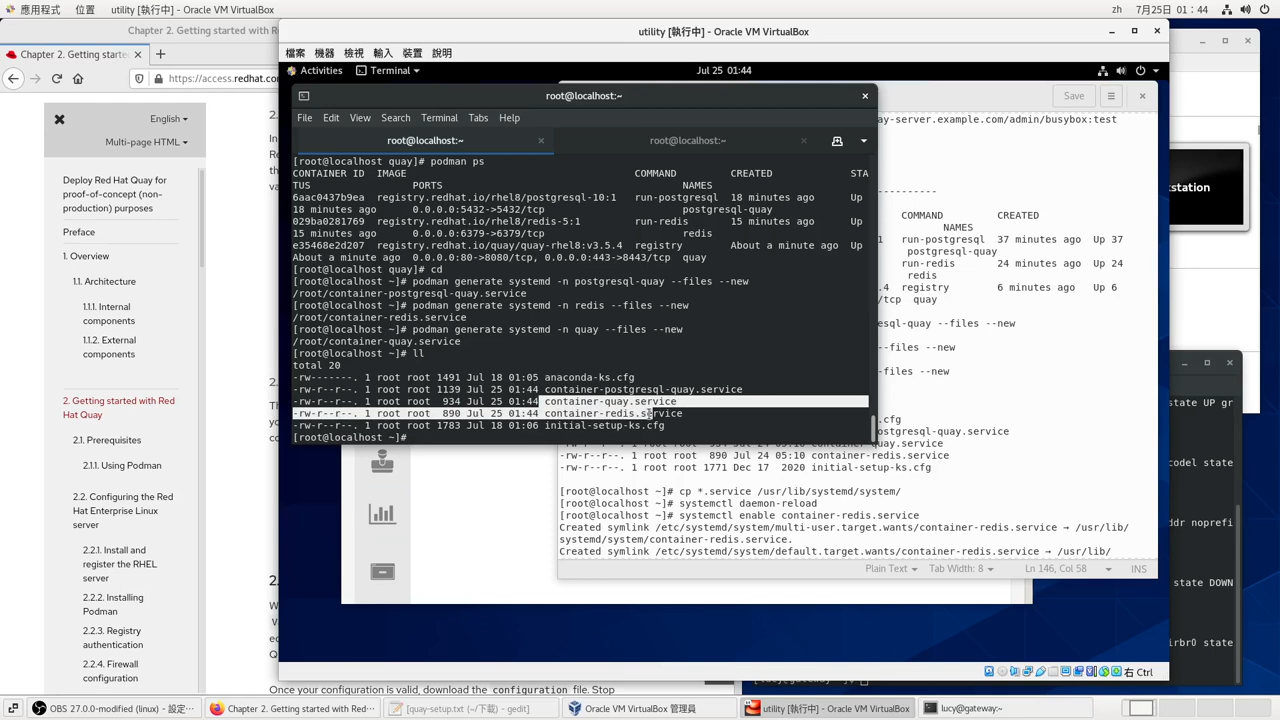 應用程式 位置 utility [執行中] - Oracle VM VirtualBox zh 7月25日 01：44
Chapter 2. Getting started with Re
utility [執行中] - Oracle VM VirtualBox
Chapter 2. Getting starte
https://access.redhat.co
檔案 機器 檢視 輸入 裝置 說明
Activities Terminal Jul 25 01:44
English
Multi-page HTML
Deploy Red Hat Quay for
proof-of-concept (non-
production) purposes
Preface
1. Overview
1.1. Architecture
1.1.1. Internal
components
1.1.2. External
components
2. Getting started with Red
Hat Quay
2.1. Prerequisites
2.1.1. Using Podman
2.2. Configuring the Red
Hat Enterprise Linux
server
2.2.1. Install and
register the RHEL
server
2.2.2. Installing
Podman
2.2.3. Registry
authentication
2.2.4. Firewall
configuration
Once your configuration is valid, download the configuration file. Stop
root@localhost:~
File Edit View Search Terminal Tabs Help
root@localhost:~ root@localhost:~
[root@localhost quay]# podman ps
CONTAINER ID IMAGE COMMAND CREATED STA
TUS PORTS NAMES
6aac0437b9ea registry.redhat.io/rhel8/postgresql-10:1 run-postgresql 18 minutes ago Up
18 minutes ago 0.0.0.0:5432->5432/tcp postgresql-quay
029ba0281769 registry.redhat.io/rhel8/redis-5:1 run-redis 15 minutes ago Up
15 minutes ago 0.0.0.0:6379->6379/tcp redis
e35468e2d207 registry.redhat.io/quay/quay-rhel8:v3.5.4 registry About a minute ago Up
About a minute ago 0.0.0.0:80->8080/tcp, 0.0.0.0:443->8443/tcp quay
[root@localhost quay]# cd
[root@localhost ~]# podman generate systemd -n postgresql-quay --files --new
/root/container-postgresql-quay.service
[root@localhost ~]# podman generate systemd -n redis --files --new
/root/container-redis.service
[root@localhost ~]# podman generate systemd -n quay --files --new
/root/container-quay.service
[root@localhost ~]# ll
total 20
-rw-------. 1 root root 1491 Jul 18 01:05 anaconda-ks.cfg
-rw-r--r--. 1 root root 1139 Jul 25 01:44 container-postgresql-quay.service
-rw-r--r--. 1 root root 934 Jul 25 01:44 container-quay.service
-rw-r--r--. 1 root root 890 Jul 25 01:44 container-redis.service
-rw-r--r--. 1 root root 1783 Jul 18 01:06 initial-setup-ks.cfg
[root@localhost ~]#
Save
ay-server.example.com/admin/busybox:test
----------
COMMAND CREATED
NAMES
1 run-postgresql 37 minutes ago Up 37
postgresql-quay
run-redis 24 minutes ago Up 24
redis
.4 registry 6 minutes ago Up 6
cp quay
sql-quay --files --new
-files --new
files --new
s.cfg
postgresql-quay.service
quay.service
-rw-r--r--. 1 root root 890 Jul 24 05:10 container-redis.service
-rw-r--r--. 1 root root 1771 Dec 17 2020 initial-setup-ks.cfg
[root@localhost ~]# cp *.service /usr/lib/systemd/system/
[root@localhost ~]# systemctl daemon-reload
[root@localhost ~]# systemctl enable container-redis.service
Created symlink /etc/systemd/system/multi-user.target.wants/container-redis.service → /usr/lib/
systemd/system/container-redis.service.
Created symlink /etc/systemd/system/default.target.wants/container-redis.service → /usr/lib/
Plain Text Tab Width: 8 Ln 146, Col 58 INS
kstation
state UP gr
codel state
ddr noprefi
state DOWN
irbr0 state
右 Ctrl
OBS 27.0.0-modified (linux) - 設定… Chapter 2. Getting started with Red… [quay-setup.txt (~/下載) - gedit] Oracle VM VirtualBox 管理員 utility [執行中] - Oracle VM VirtualBox lucy@gateway:~